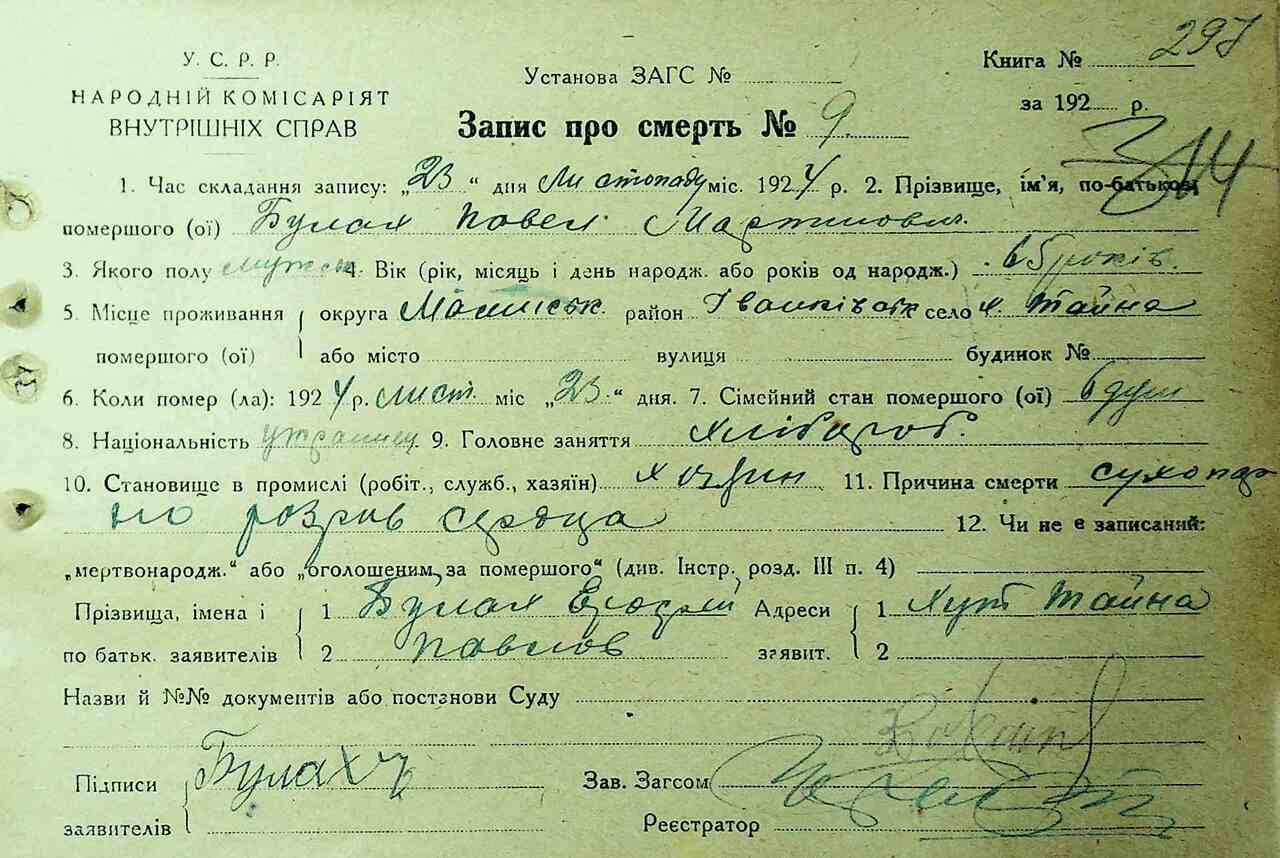 297
У. С. Р. Р.
НАРОДНІЙ КОМІСАРІЯТ
ВНУТРІШНІХ СПРАВ
Установа ЗАГС №
Книга №
за 192 р.
Запис про смерть № 9
1. Час складання запису: „23“ дня Листопаду міс. 1924 р. 2. Прізвище, ім'я, по-батькові
помершого (ої) Булах Павел Мартинович
3. Якого полу мужськ. 4. Вік (рік, місяць і день народж. або років од народж.) 65 років.
5. Місце проживання округа район Іванківськ село х. Тайна
помершого (ої) або місто вулиця будинок №
6. Коли помер (ла): 1924 р. лист. міс „23“ дня. 7. Сімейний стан помершого (ої) 6 душ
8. Національність украинец 9. Головне заняття хлібороб.
10. Становище в промислі (робіт., служб., хазяїн) хозяин 11. Причина смерти
розрив сердца 12. Чи не є записаний:
„мертвонародж.“ або „оголошеним за помершого“ (див. Інстр. розд. III п. 4)
Прізвища, імена і 1 Булах Адреси 1 Хут Тайна
по батьк. заявителів 2 Павлов заявит. 2
Назви й №№ документів або постанови Суду
Підписи Булах Зав. Загсом
заявителів Реєстратор